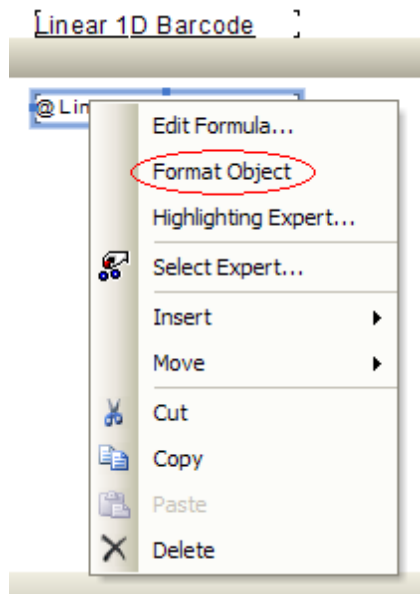 Linear 1D Barcode
@Lin
Edit Formula...
Format Object
Highlighting Expert...
Select Expert...
Insert
Move
Cut
Copy
Paste
Delete